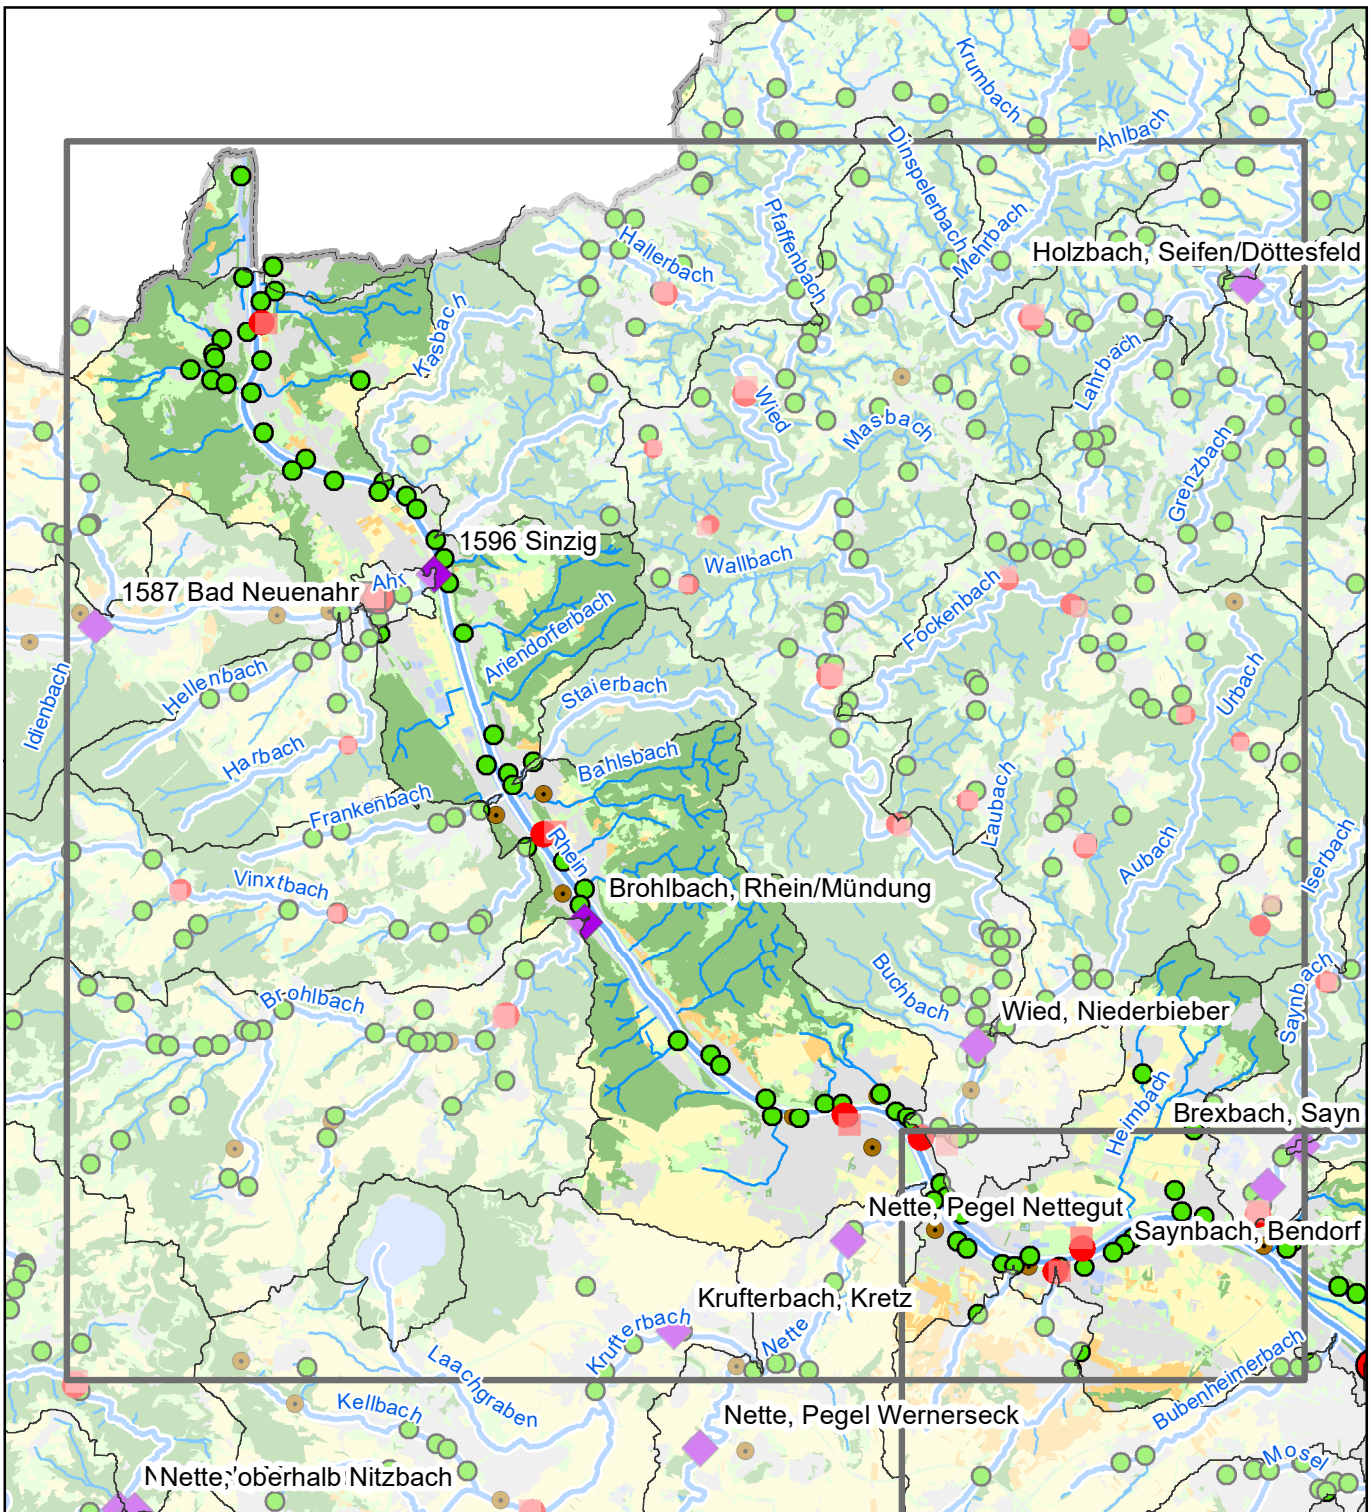 Krumbach
Ahlbach
Dinspelerbach
Mehrbach
Pfaffenbach
Hallerbach
Holzbach, Seifen/Döttesfeld
Kasbach
Lahrbach
Wied
Masbach
Grenzbach
1596 Sinzig
Wallbach
1587 Bad Neuenahr
Ahr
Fockenbach
Ariendorferbach
Hellenbach
Staierbach
Urbach
Idienbach
Harbach
Bahlsbach
Frankenbach
Laubach
Rhein
Aubach
Iserbach
Vinxtbach
Brohlbach, Rhein/Mündung
Buchbach
Saynbach
Brohlbach
Wied, Niederbieber
Heimbach
Brexbach, Sayn
Nette, Pegel Nettegut
Saynbach, Bendorf
Krufterbach, Kretz
Krufterbach
Nette
Laachgraben
Bubenheimerbach
Kellbach
Nette, Pegel Wernerseck
Mosel
Nette, oberhalb Nitzbach